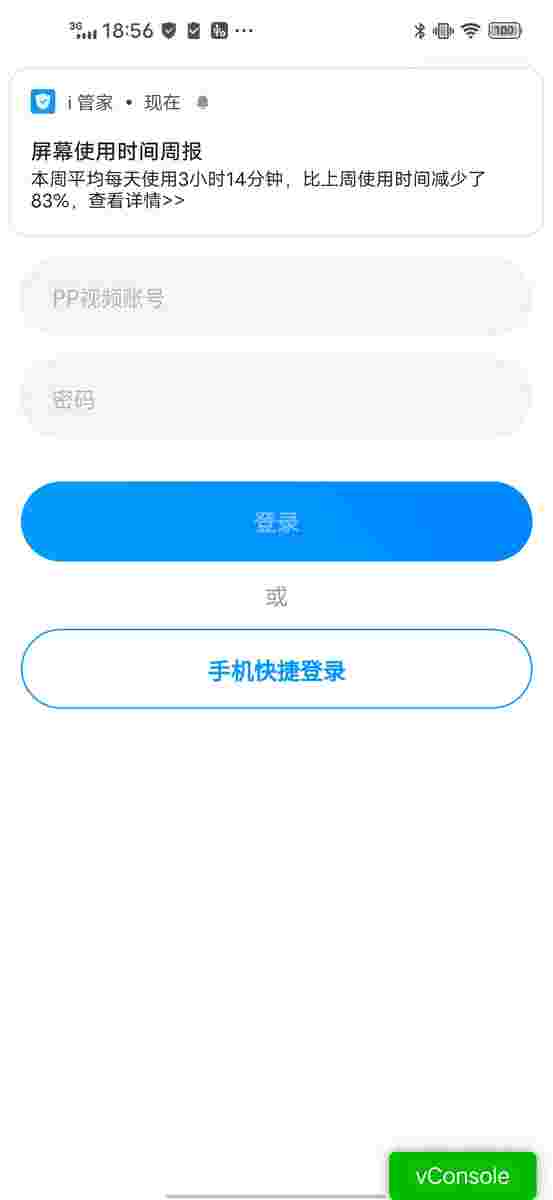 3G 18:56 ··· 100
i 管家 • 现在
屏幕使用时间周报
本周平均每天使用3小时14分钟，比上周使用时间减少了
83%，查看详情>>
PP视频账号
密码
登录
或
手机快捷登录
vConsole